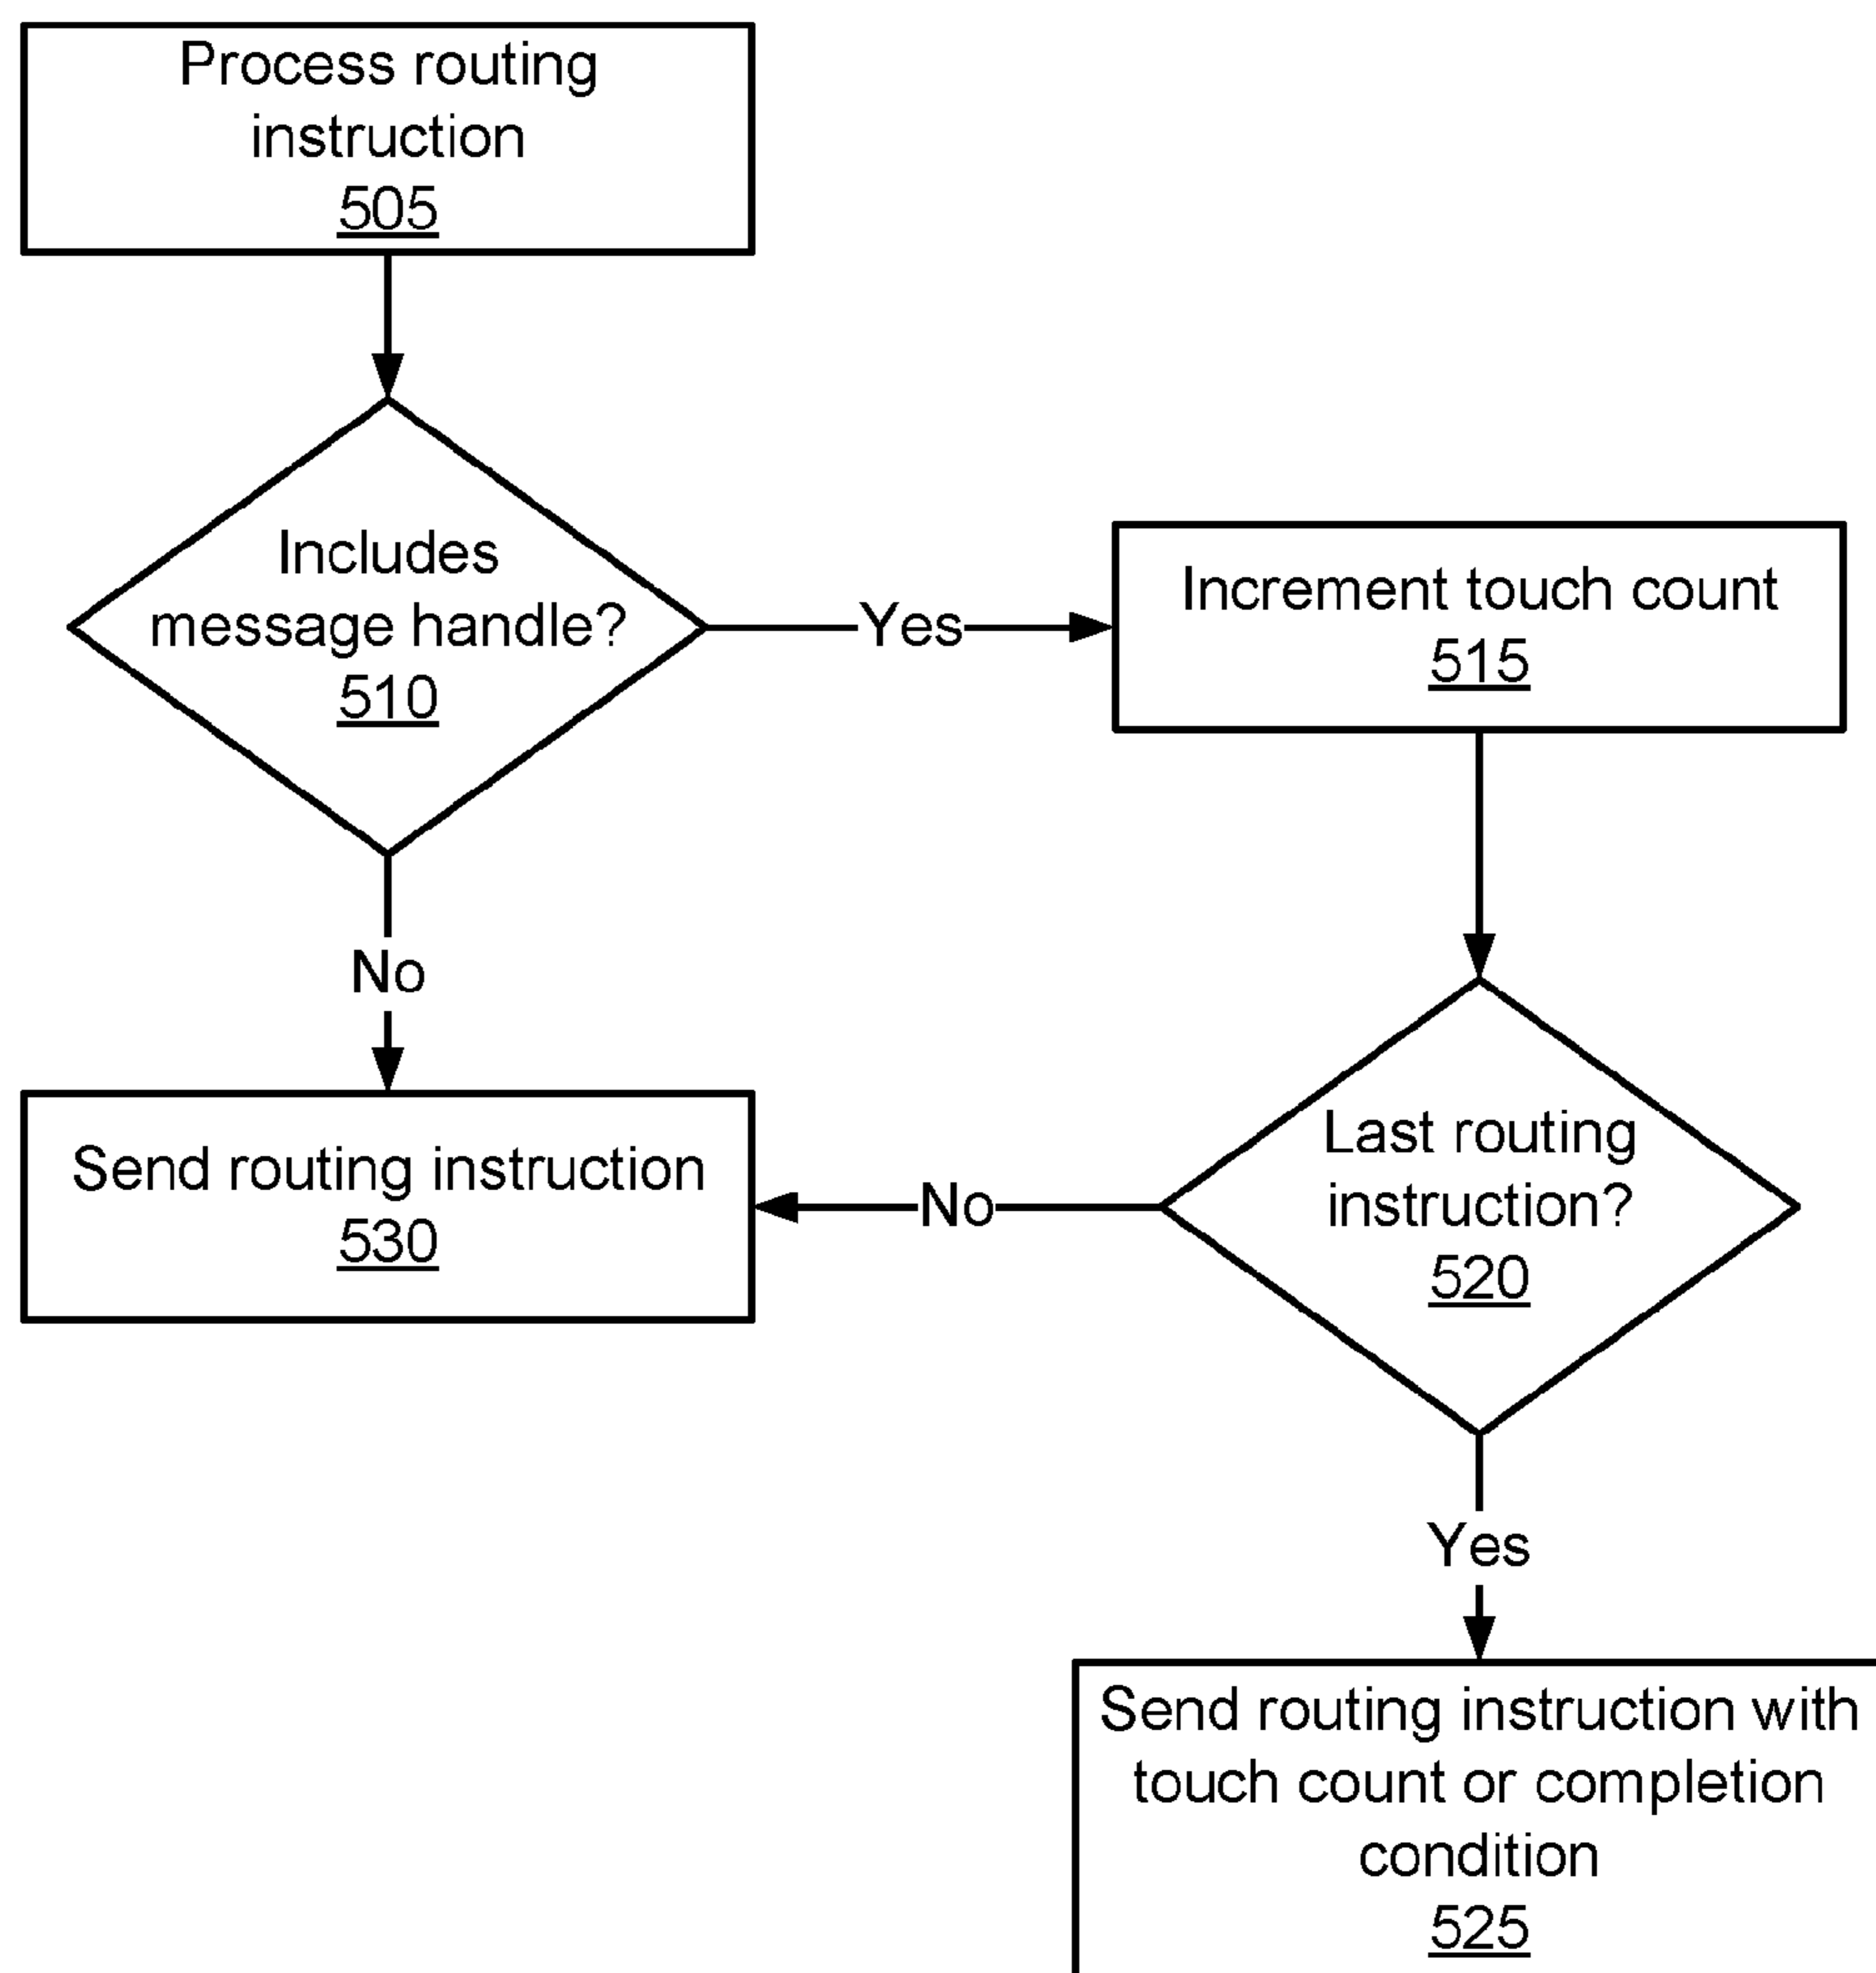 Process routing
instruction
505
Includes
message handle?
510
Yes
Increment touch count
515
No
Send routing instruction
530
No
Last routing
instruction?
520
Yes
Send routing instruction with
touch count or completion
condition
525